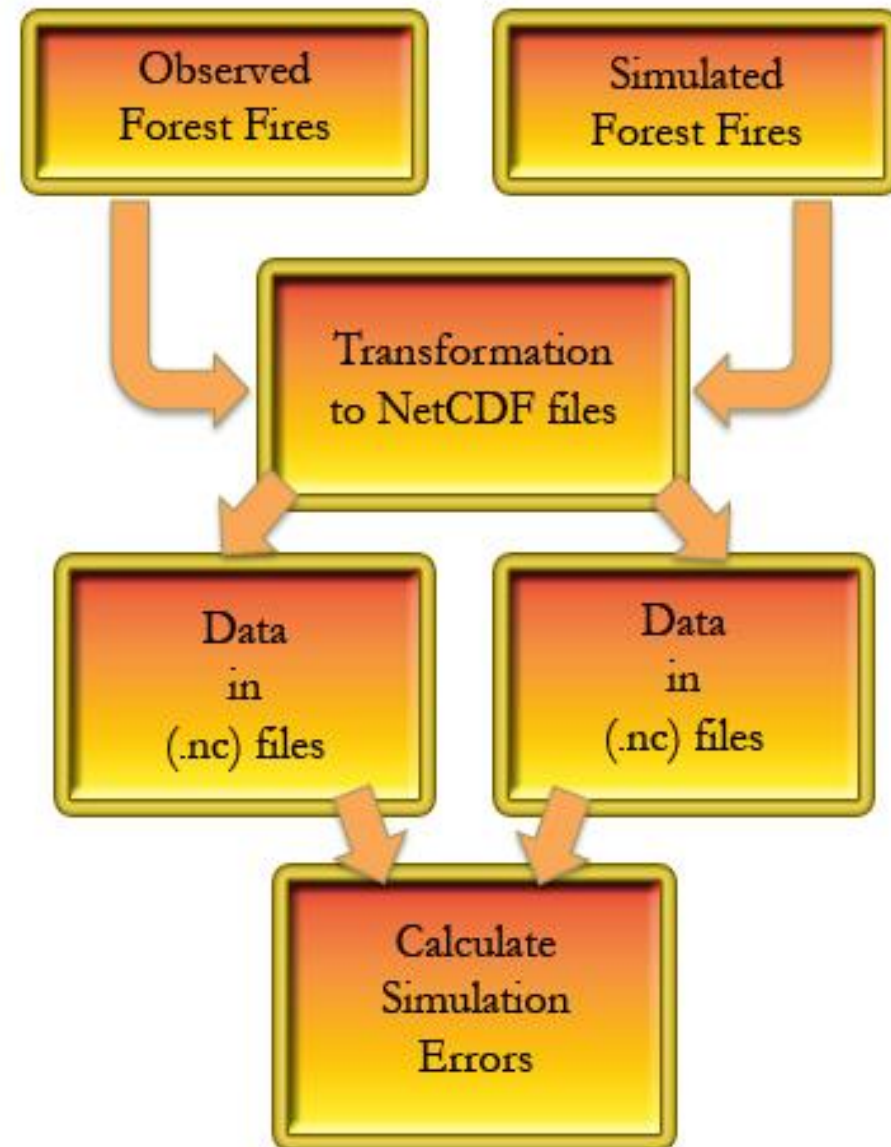 Observed
Forest Fires
Simulated
Forest Fires
Transformation
to NetCDF files
Data
in
(.nc) files
Data
in
(.nc) files
Calculate
Simulation
Errors